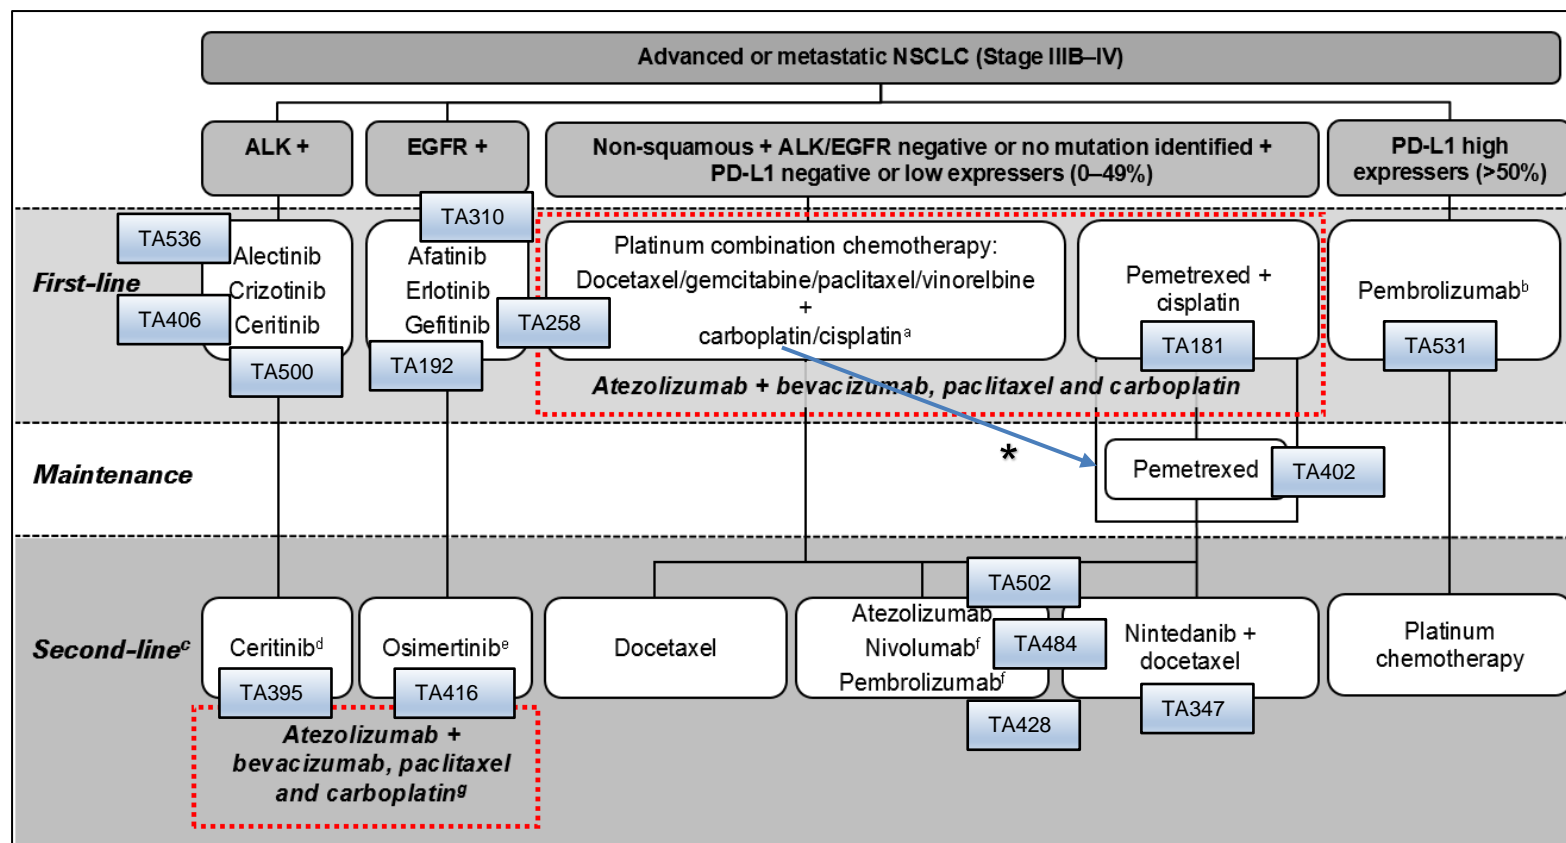 Advanced or metastatic NSCLC (Stage IIIB–IV)
ALK +
EGFR +
Non-squamous + ALK/EGFR negative or no mutation identified +
PD-L1 negative or low expressers (0–49%)
PD-L1 high
expressers (>50%)
First-line
TA536
TA406
Alectinib
Crizotinib
Ceritinib
TA500
TA310
Afatinib
Erlotinib
Gefitinib
TA258
TA192
Platinum combination chemotherapy:
Docetaxel/gemcitabine/paclitaxel/vinorelbine
+
carboplatin/cisplatinᵃ
Pemetrexed +
cisplatin
TA181
Pembrolizumabᵇ
TA531
Atezolizumab + bevacizumab, paclitaxel and carboplatin
Maintenance
*
Pemetrexed
TA402
Second-lineᶜ
Ceritinibᵈ
TA395
Osimertinibᵉ
TA416
Atezolizumab +
bevacizumab, paclitaxel
and carboplatinᵍ
Docetaxel
TA502
Atezolizumab
Nivolumabᶠ
TA484
Pembrolizumabᶠ
TA428
Nintedanib +
docetaxel
TA347
Platinum
chemotherapy